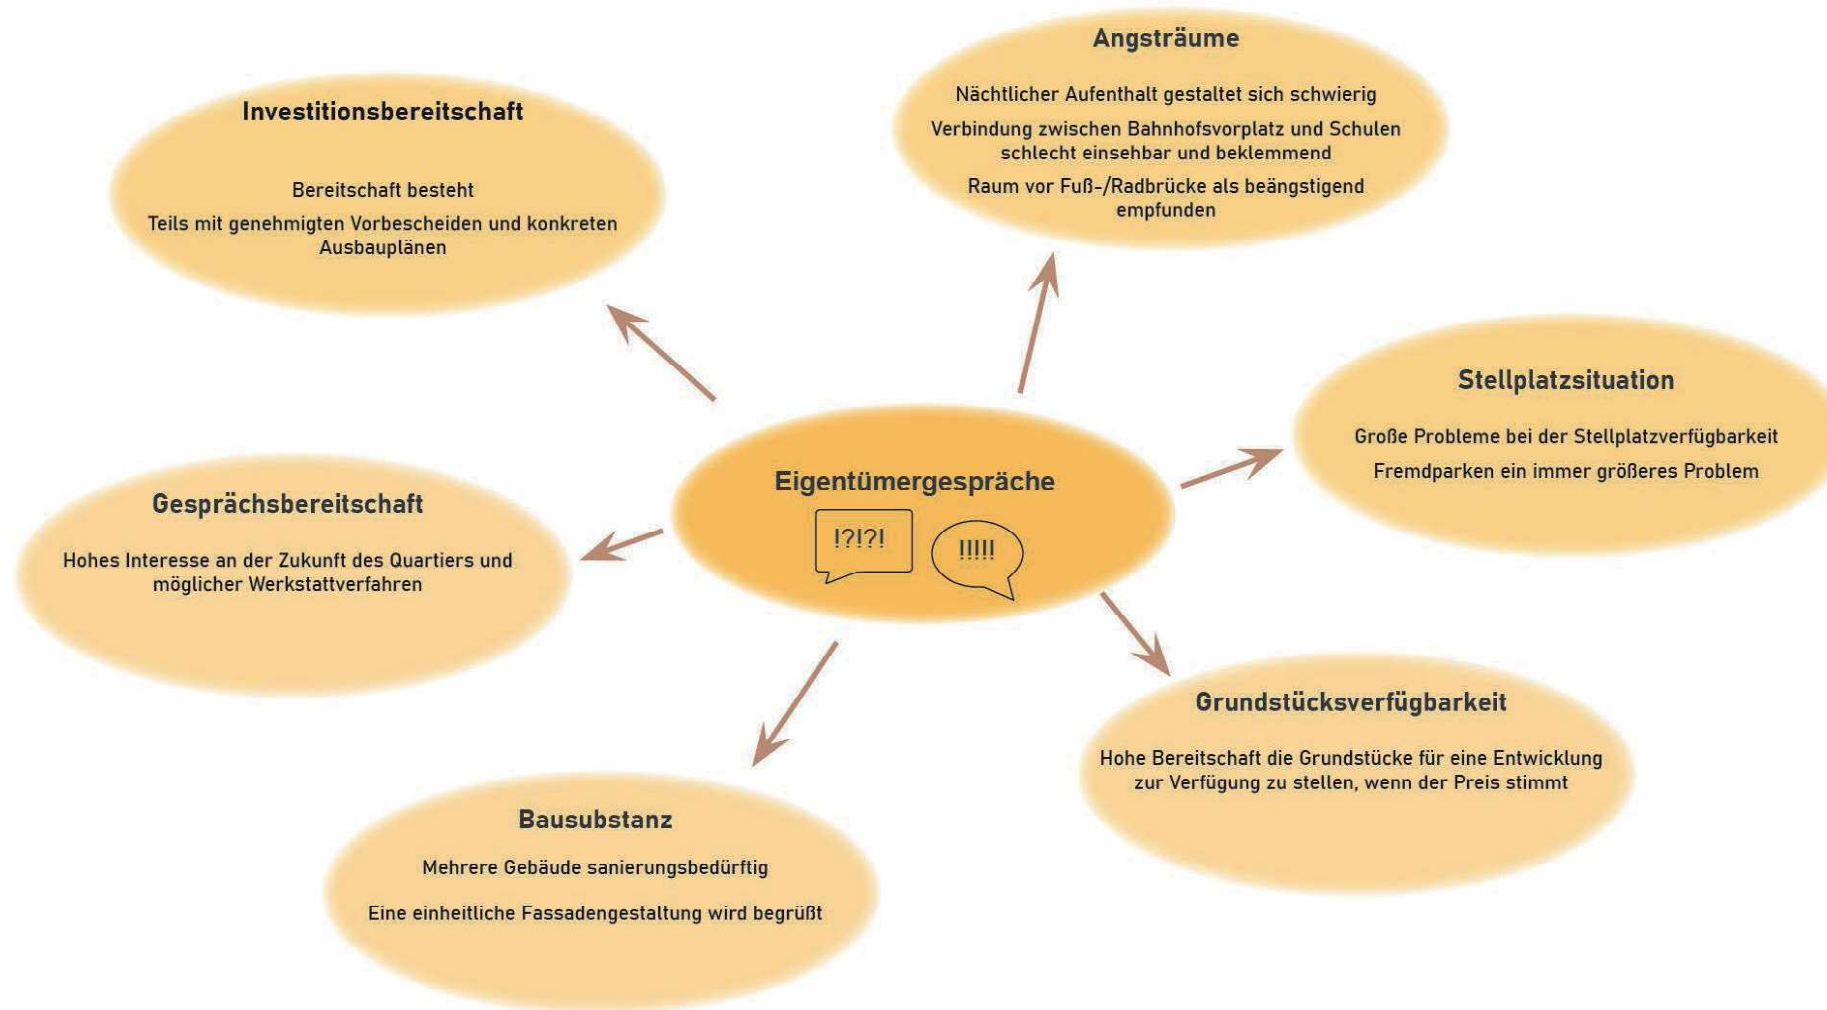 Angsträume
Nächtlicher Aufenthalt gestaltet sich schwierig
Verbindung zwischen Bahnhofsvorplatz und Schulen
schlecht einsehbar und beklemmend
Raum vor Fuß-/Radbrücke als beängstigend
empfunden
Investitionsbereitschaft
Bereitschaft besteht
Teils mit genehmigten Vorbescheiden und konkreten
Ausbauplänen
Stellplatzsituation
Große Probleme bei der Stellplatzverfügbarkeit
Fremdparken ein immer größeres Problem
Eigentümergespräche
!?!?!
!!!!!
Gesprächsbereitschaft
Hohes Interesse an der Zukunft des Quartiers und
möglicher Werkstattverfahren
Grundstücksverfügbarkeit
Hohe Bereitschaft die Grundstücke für eine Entwicklung
zur Verfügung zu stellen, wenn der Preis stimmt
Bausubstanz
Mehrere Gebäude sanierungsbedürftig
Eine einheitliche Fassadengestaltung wird begrüßt